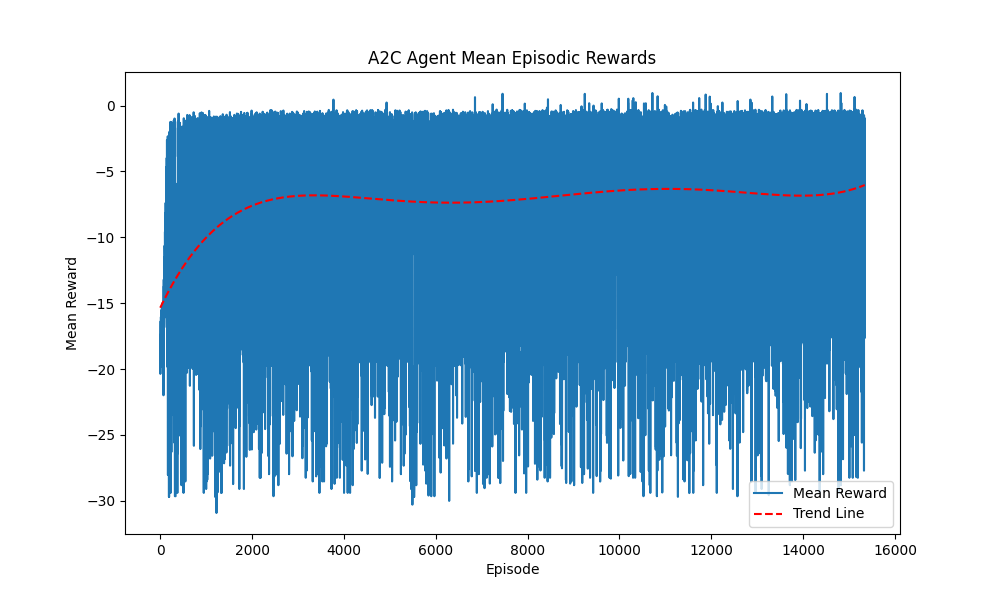 A2C Agent Mean Episodic Rewards
Mean Reward
0
−5
−10
−15
−20
−25
−30
0 2000 4000 6000 8000 10000 12000 14000 16000
Episode
Mean Reward
Trend Line